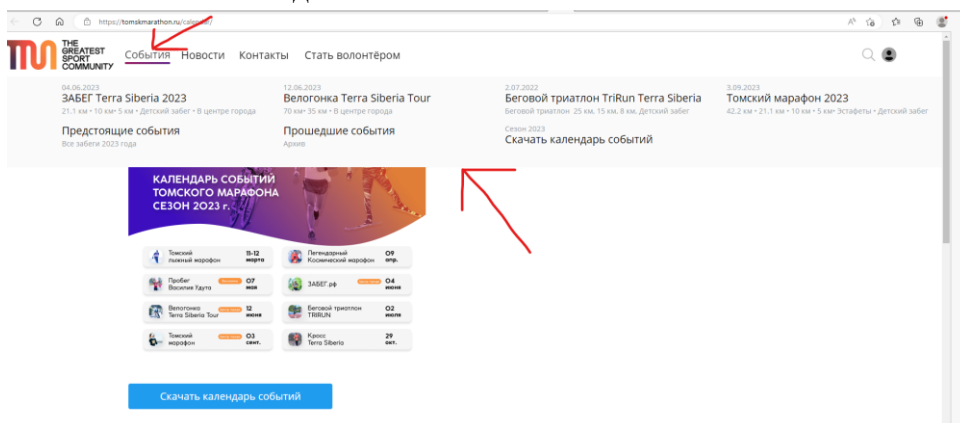 https://tomskmarathon.ru/calendar/
THE
GREATEST
SPORT
COMMUNITY
События Новости Контакты Стать волонтёром
04.06.2023
ЗАБЕГ Terra Siberia 2023
21.1 км • 10 км• 5 км • Детский забег • В центре города
12.06.2023
Велогонка Terra Siberia Tour
70 км• 35 км • В центре города
2.07.2022
Беговой триатлон TriRun Terra Siberia
Беговой триатлон 25 км, 15 км, 8 км, Детский забег
3.09.2023
Томский марафон 2023
42.2 км • 21.1 км • 10 км • 5 км• Эстафеты • Детский забег
Предстоящие события
Все забеги 2023 года
Прошедшие события
Архив
Сезон 2023
Скачать календарь событий
КАЛЕНДАРЬ СОБЫТИЙ
ТОМСКОГО МАРАФОНА
СЕЗОН 2023 г.
Томский
лыжный марафон
11-12
марта
Легендарный
Космический марафон
09
апр.
Пробег
Василия Гдуто
07
мая
ЗАБЕГ.рф
04
июня
Велогонка
Terra Siberia Tour
12
июня
Беговой триатлон
TRIRUN
02
июля
Томский
марафон
03
сент.
Кросс
Terra Siberia
29
окт.
Скачать календарь событий